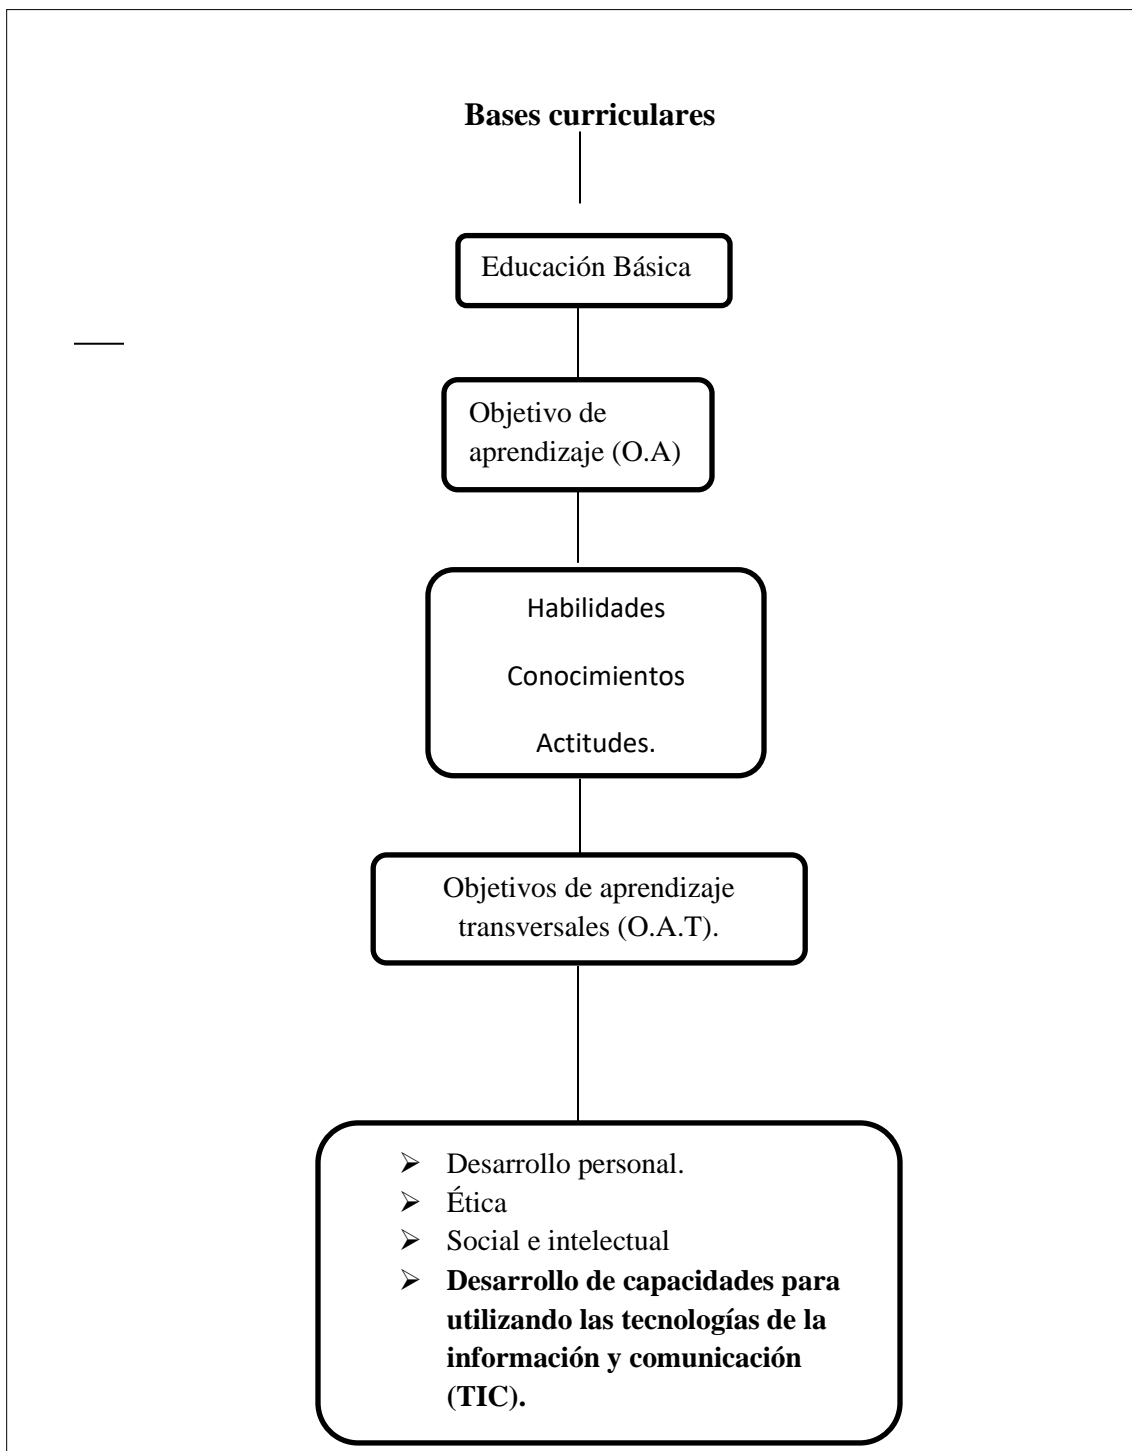 Bases curriculares
Educación Básica
Objetivo de
aprendizaje (O.A)
Habilidades
Conocimientos
Actitudes.
Objetivos de aprendizaje
transversales (O.A.T).
➢ Desarrollo personal.
➢ Ética
➢ Social e intelectual
➢ Desarrollo de capacidades para
utilizando las tecnologías de la
información y comunicación
(TIC).